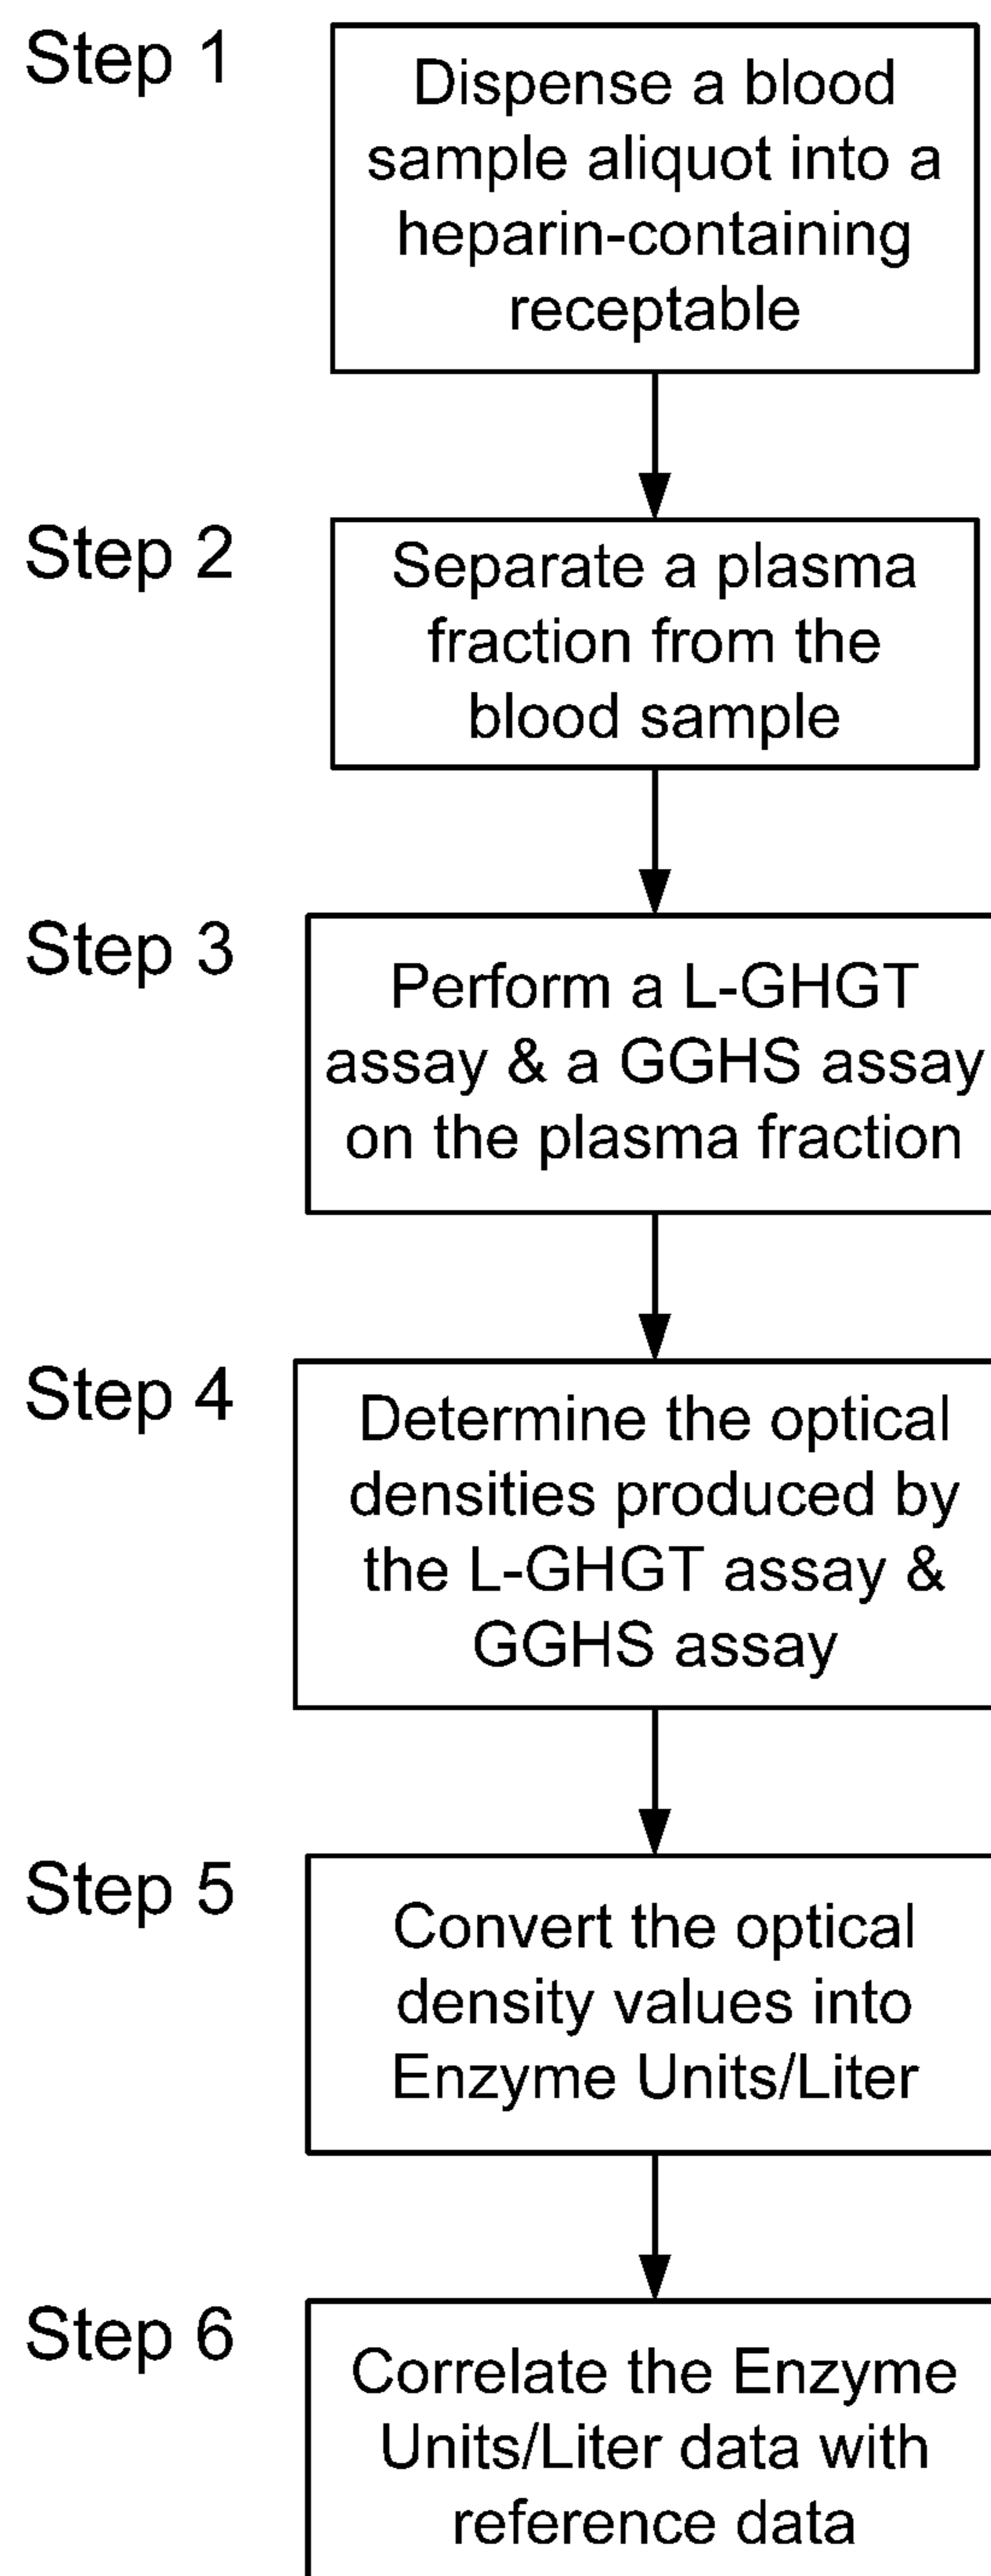 Step 1
Dispense a blood
sample aliquot into a
heparin-containing
receptable
Step 2
Separate a plasma
fraction from the
blood sample
Step 3
Perform a L-GHGT
assay & a GGHS assay
on the plasma fraction
Step 4
Determine the optical
densities produced by
the L-GHGT assay &
GGHS assay
Step 5
Convert the optical
density values into
Enzyme Units/Liter
Step 6
Correlate the Enzyme
Units/Liter data with
reference data